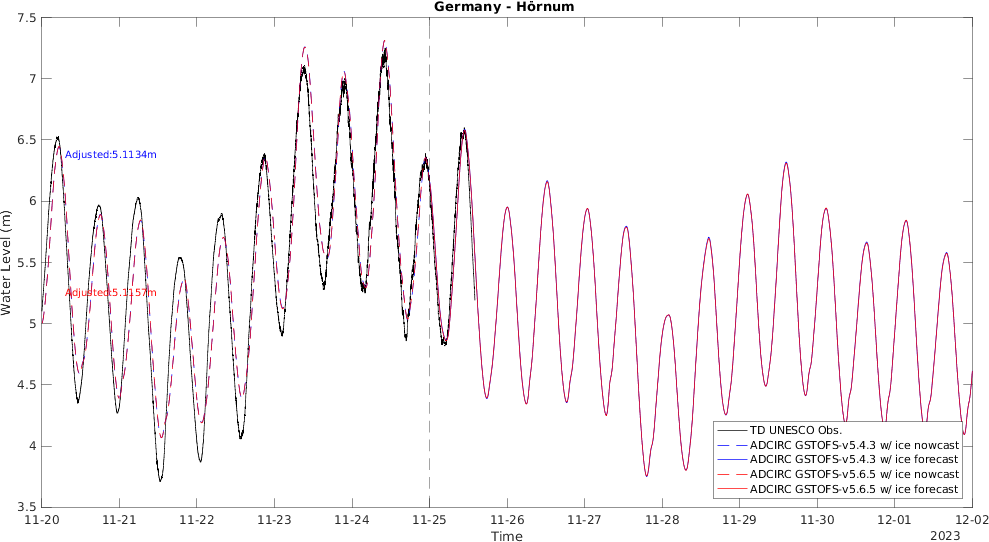 Germany - Hörnum
7.5
7
6.5
6
5.5
5
4.5
4
3.5
Water Level (m)
Adjusted:5.1134m
Adjusted:5.1157m
TD UNESCO Obs.
ADCIRC GSTOFS-v5.4.3 w/ ice nowcast
ADCIRC GSTOFS-v5.4.3 w/ ice forecast
ADCIRC GSTOFS-v5.6.5 w/ ice nowcast
ADCIRC GSTOFS-v5.6.5 w/ ice forecast
11-20 11-21 11-22 11-23 11-24 11-25 11-26 11-27 11-28 11-29 11-30 12-01 12-02
Time
2023